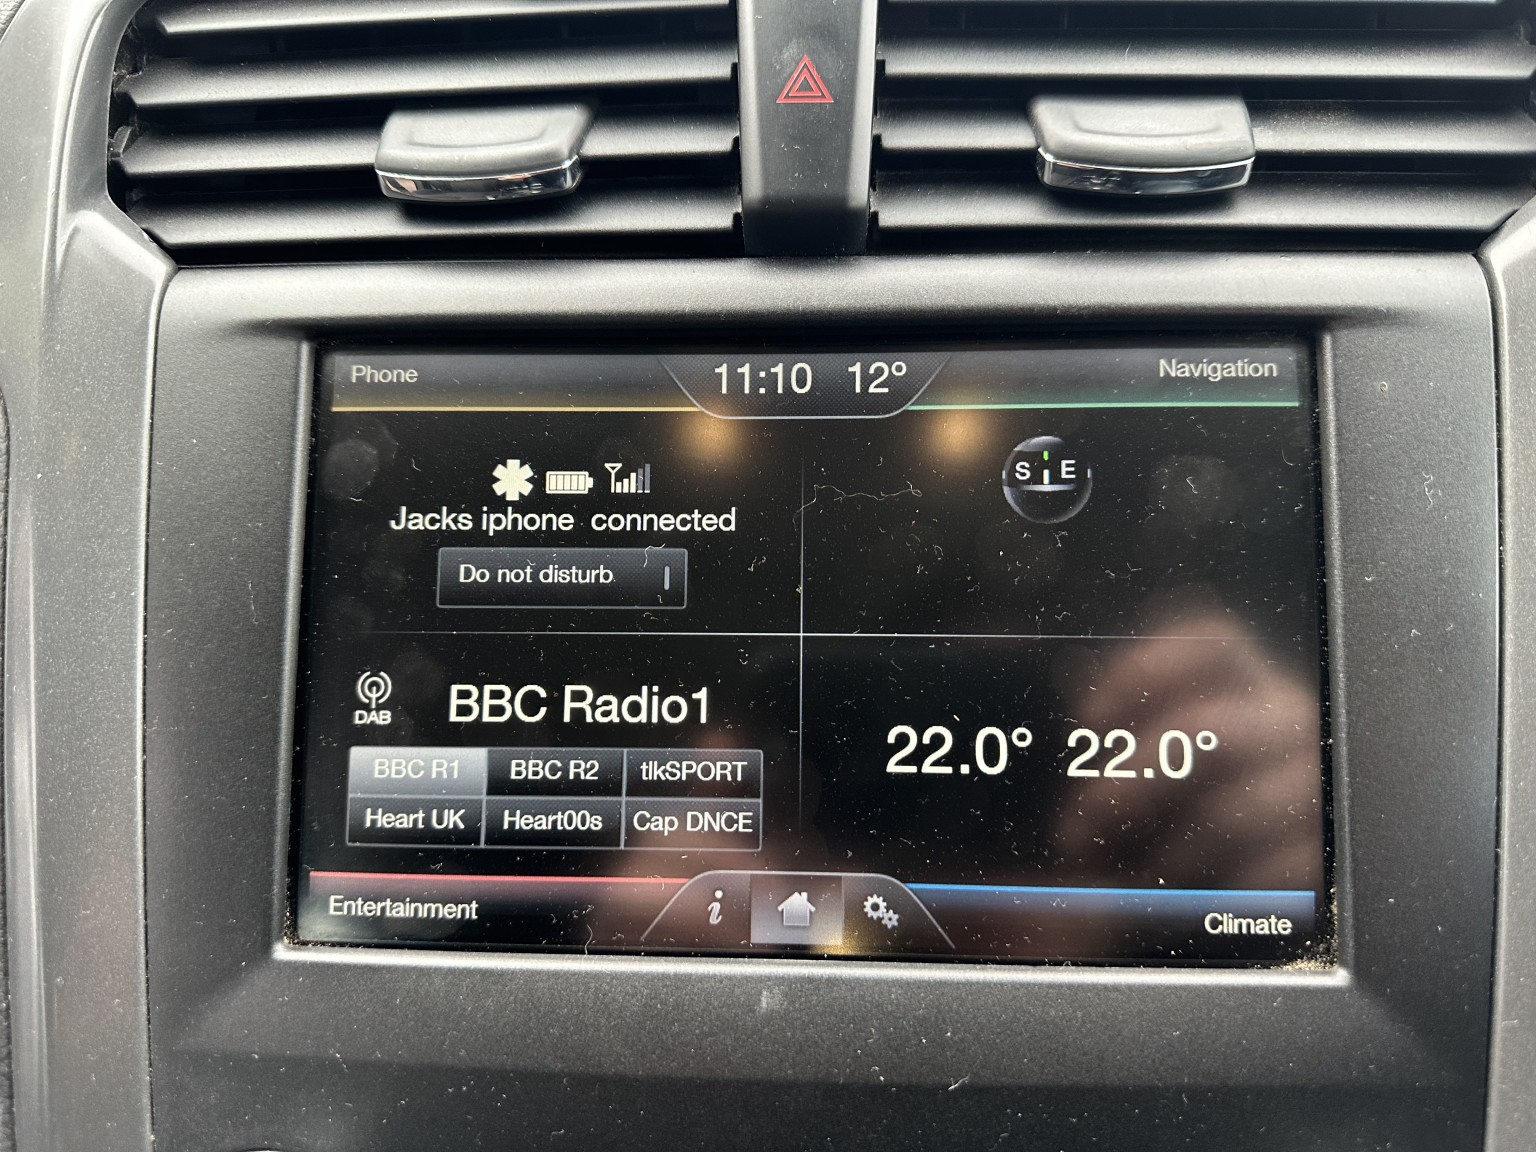 Phone
11:10 12°
Navigation
S E
Jacks iphone connected
Do not disturb
DAB
BBC Radio1
BBC R1 BBC R2 tlkSPORT
Heart UK Heart00s Cap DNCE
22.0° 22.0°
Entertainment
i
Climate